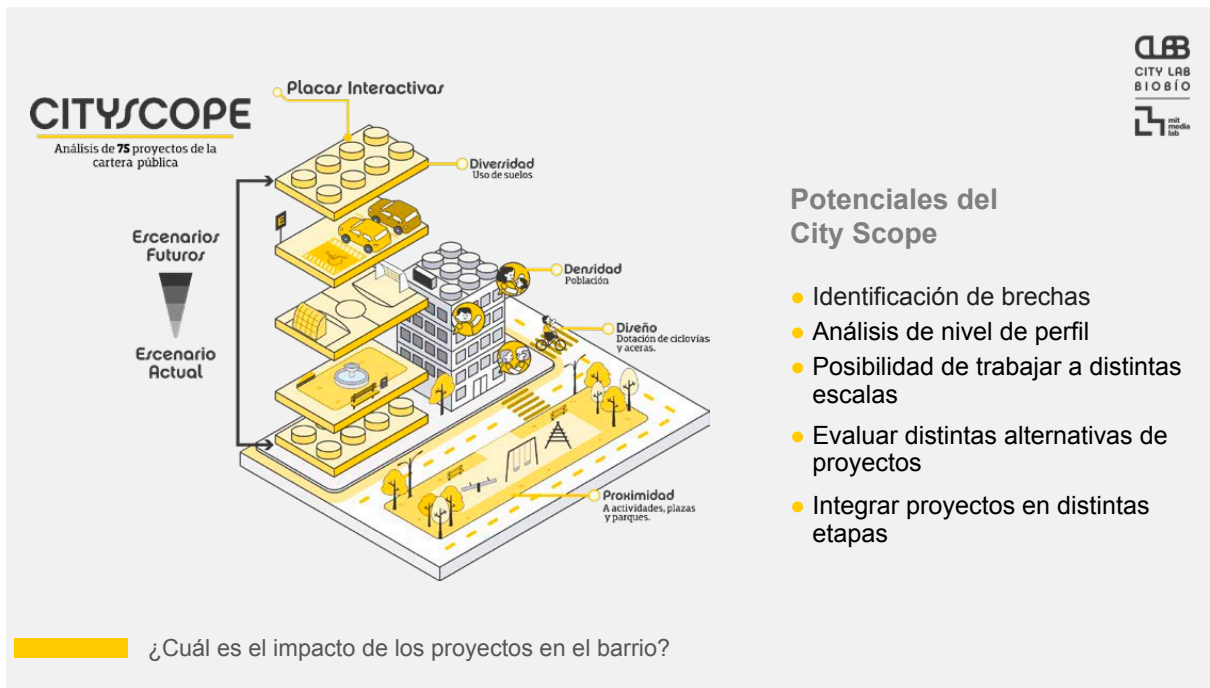 CITYSCOPE
Análisis de 75 proyectos de la
cartera pública
Placas Interactivas
Diversidad
Uso de suelos
Escenarios
Futuros
Escenario
Actual
Densidad
Población
Diseño
Dotación de ciclovías
y aceras.
Proximidad
A actividades, plazas
y parques.
CLAB
CITY LAB
BIOBÍO
mit
media
lab
Potenciales del
City Scope
● Identificación de brechas
● Análisis de nivel de perfil
● Posibilidad de trabajar a distintas
escalas
● Evaluar distintas alternativas de
proyectos
● Integrar proyectos en distintas
etapas
¿Cuál es el impacto de los proyectos en el barrio?